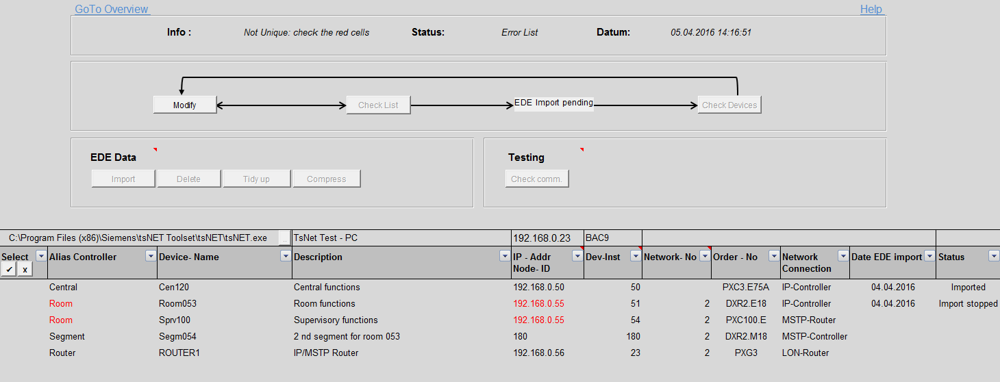 GoTo Overview Help
Info : Not Unique: check the red cells Status: Error List Datum: 05.04.2016 14:16:51
Modify Check List EDE Import pending Check Devices
EDE Data Testing
Import Delete Tidy up Compress Check comm.
C:\Program Files (x86)\Siemens\tsNET Toolset\tsNET\tsNET.exe .. TsNet Test - PC 192.168.0.23 BAC9
Select Alias Controller Device- Name Description IP - Addr Dev-Inst Network- No Order - No Network Date EDE import Status
✓ x Node- ID Connection
Central Cen120 Central functions 192.168.0.50 50 PXC3.E75A IP-Controller 04.04.2016 Imported
Room Room053 Room functions 192.168.0.55 51 2 DXR2.E18 IP-Controller 04.04.2016 Import stopped
Room Sprv100 Supervisory functions 192.168.0.55 54 2 PXC100.E MSTP-Router
Segment Segm054 2 nd segment for room 053 180 180 2 DXR2.M18 MSTP-Controller
Router ROUTER1 IP/MSTP Router 192.168.0.56 23 2 PXG3 LON-Router